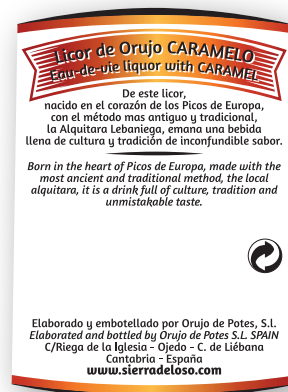 Licor de Orujo CARAMELO
Eau-de-vie liquor with CARAMEL
De este licor,
nacido en el corazón de los Picos de Europa,
con el método mas antiguo y tradicional,
la Alquitara Lebaniega, emana una bebida
llena de cultura y tradición de inconfundible sabor.
Born in the heart of Picos de Europa, made with the
most ancient and traditional method, the local
alquitara, it is a drink full of culture, tradition and
unmistakable taste.
Elaborado y embotellado por Orujo de Potes, S.L.
Elaborated and bottled by Orujo de Potes S.L. SPAIN
C/Riega de la Iglesia - Ojedo - C. de Liébana
Cantabria - España
www.sierradeloso.com